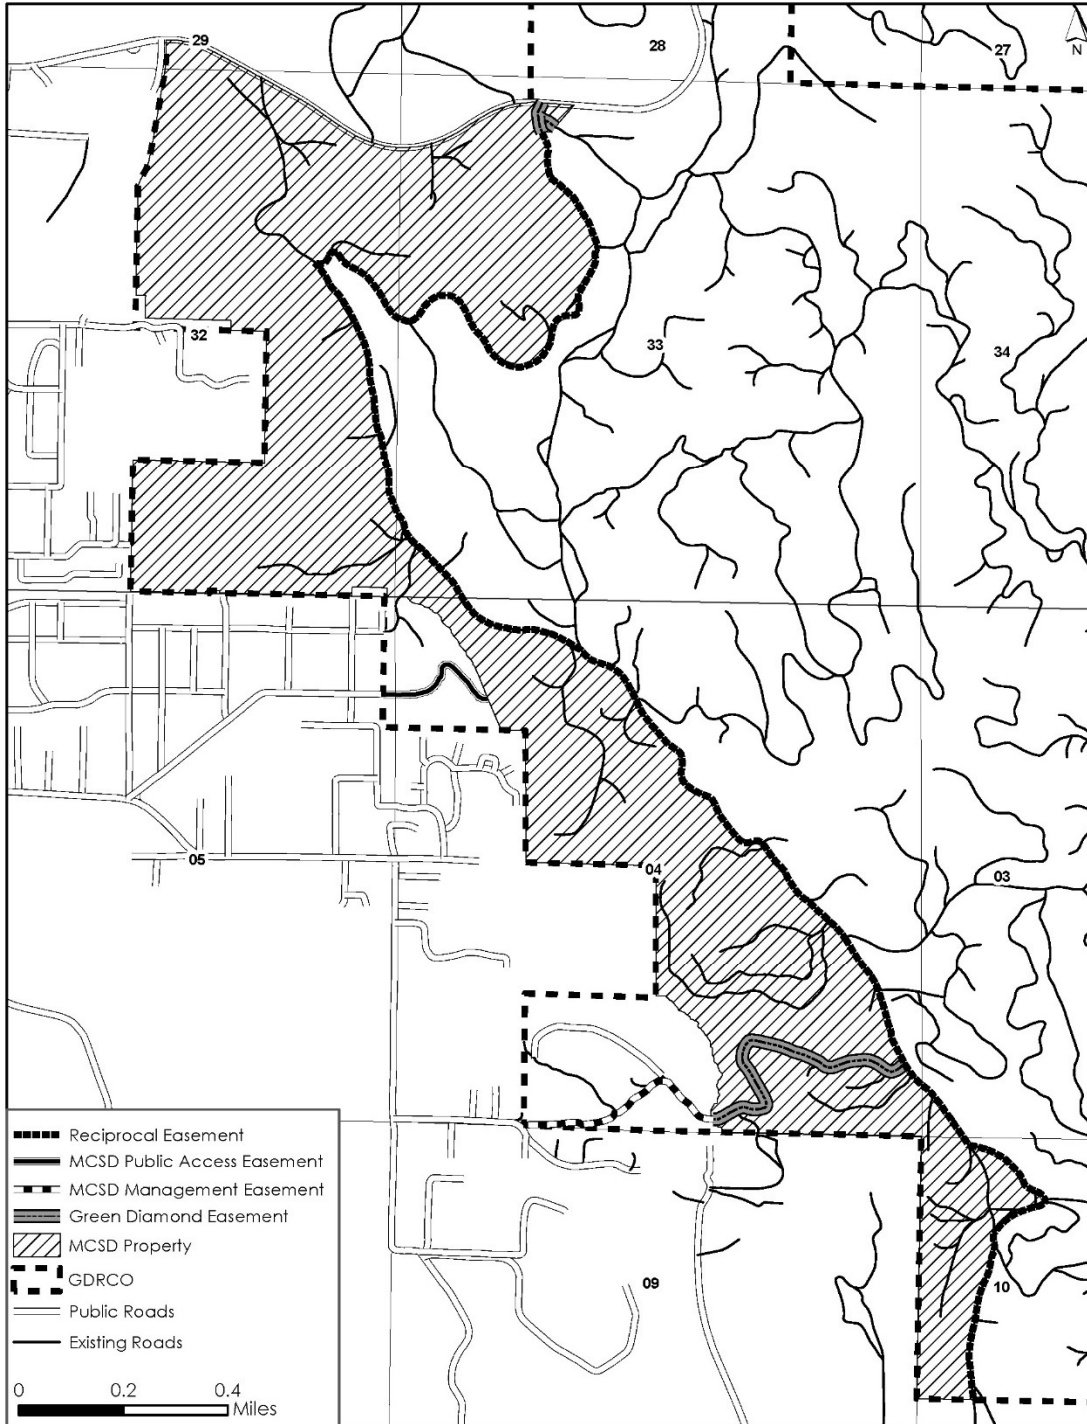 29
28
27
N
32
33
34
05
04
03
09
10
Reciprocal Easement
MCSD Public Access Easement
MCSD Management Easement
Green Diamond Easement
MCSD Property
GDRCO
Public Roads
Existing Roads
0 0.2 0.4
Miles